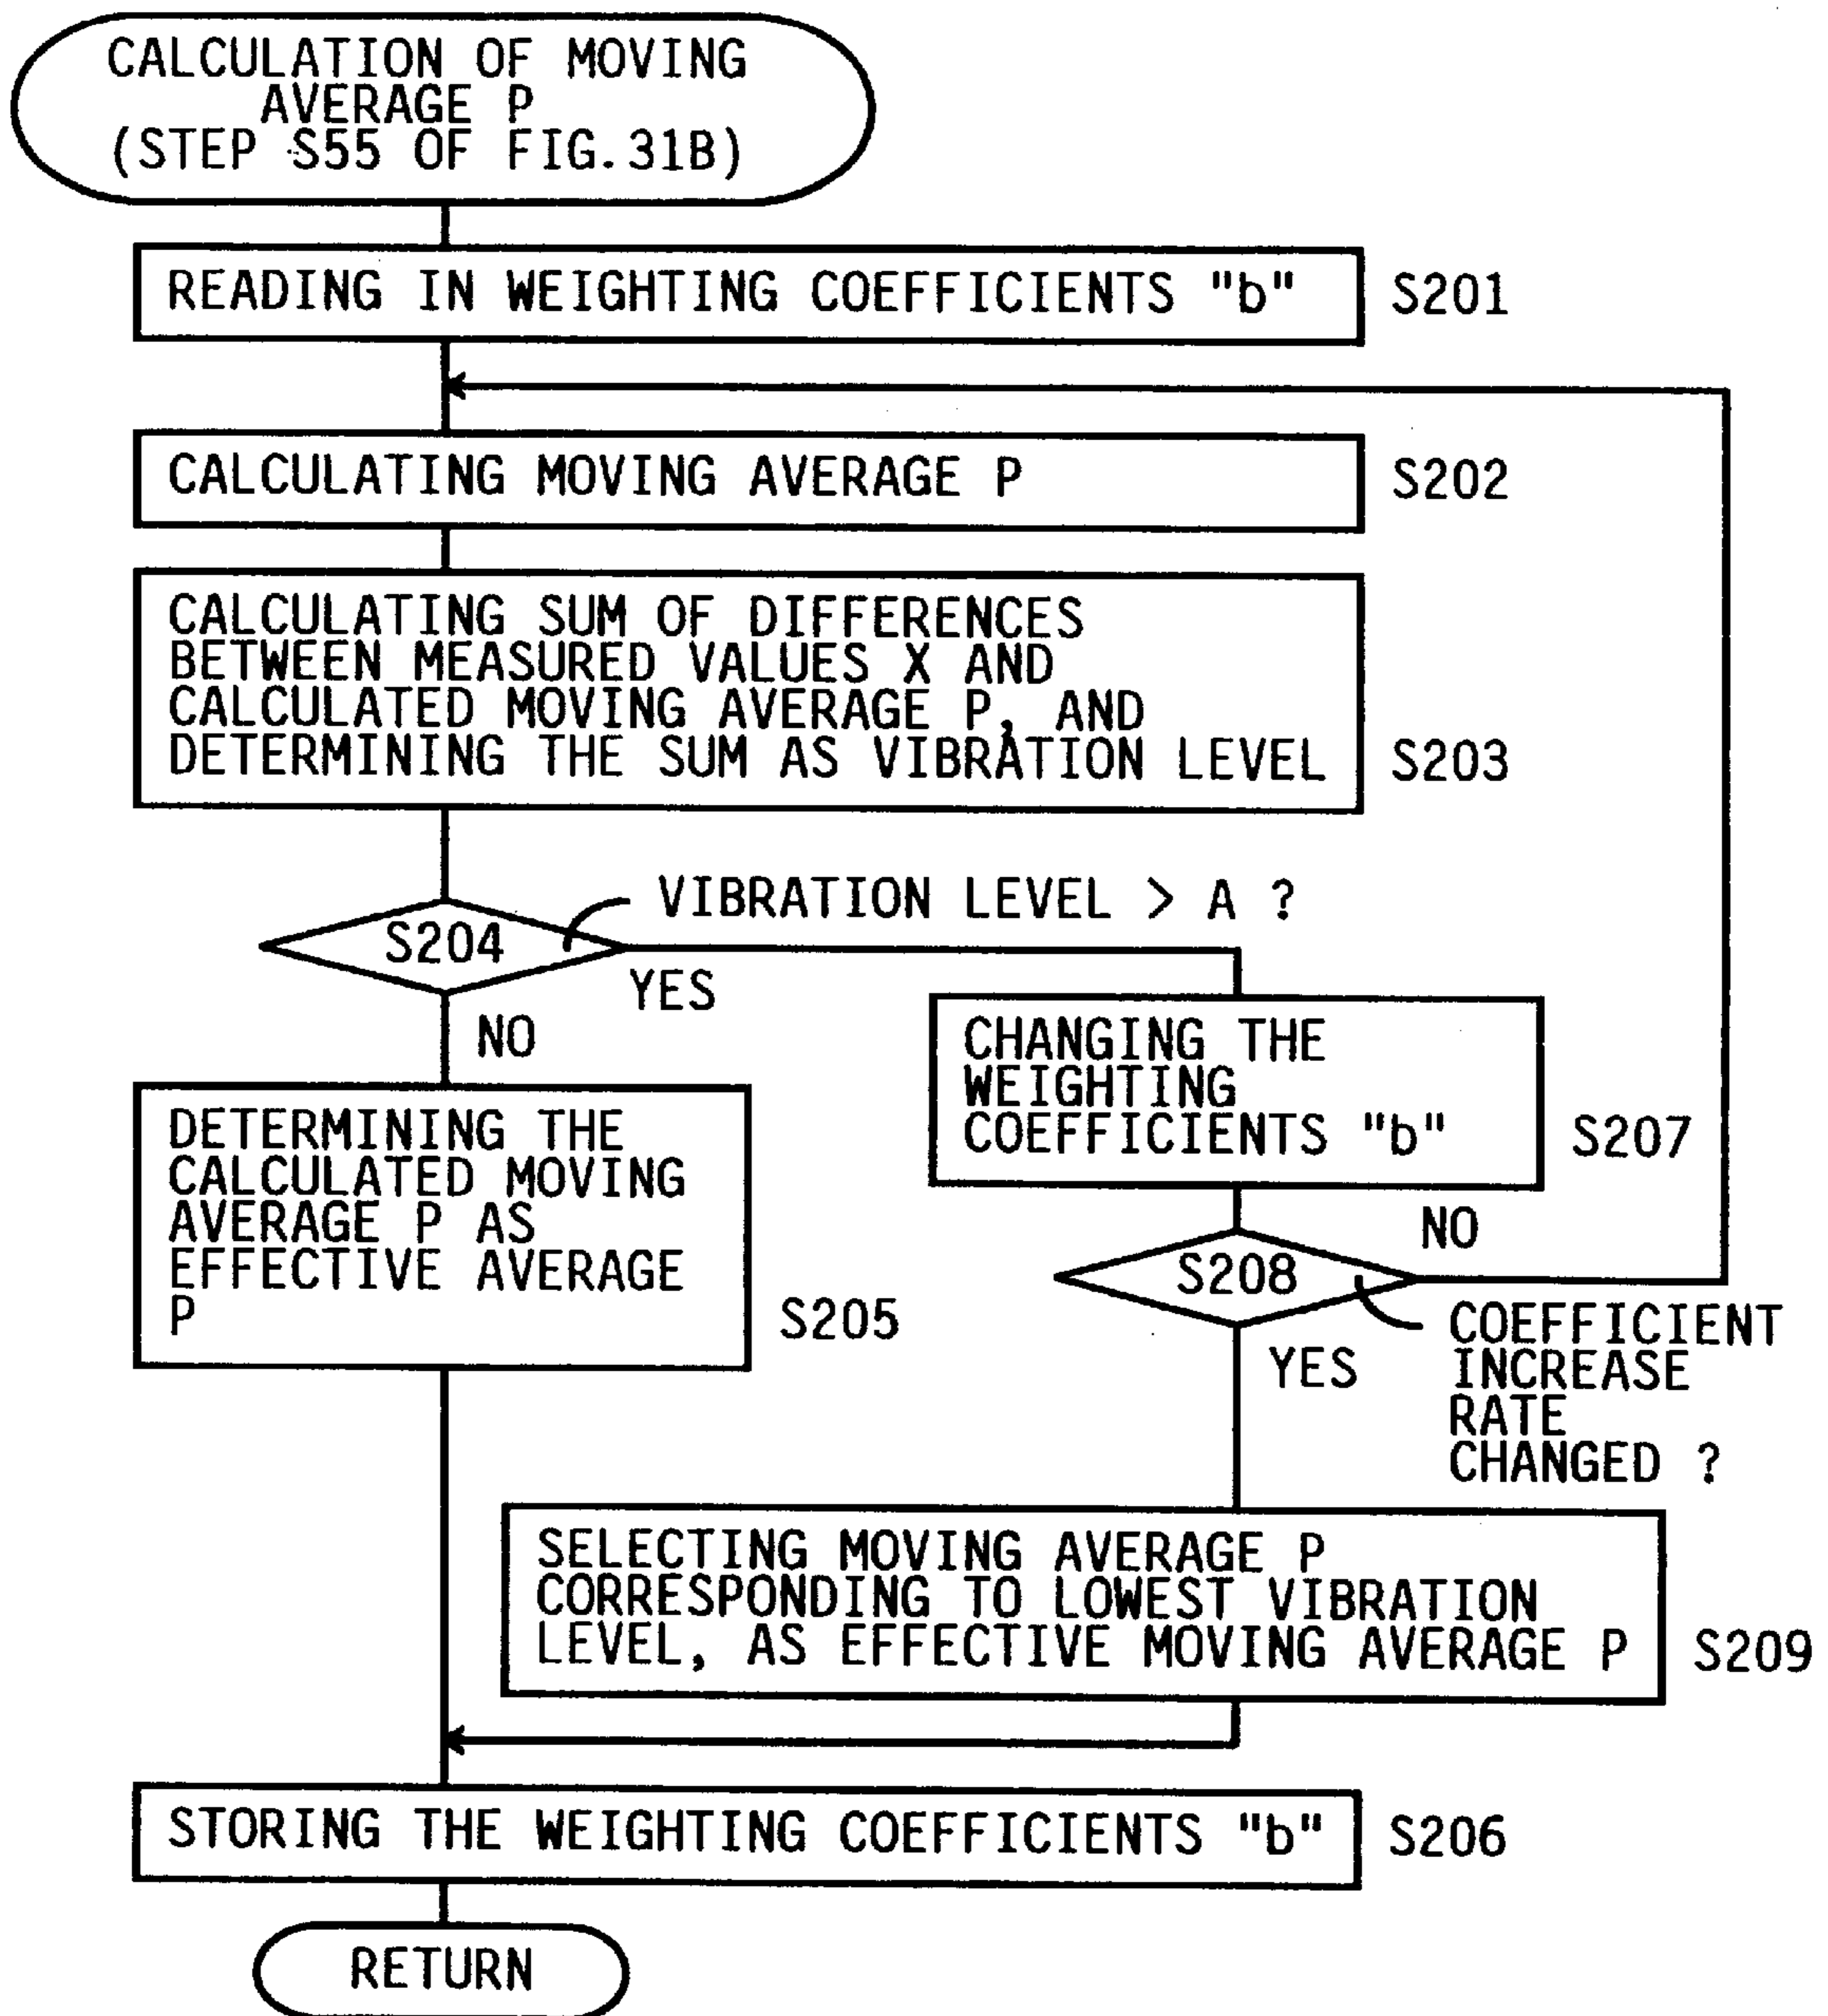 CALCULATION OF MOVING
AVERAGE P
(STEP S55 OF FIG.31B)
READING IN WEIGHTING COEFFICIENTS "b"
S201
CALCULATING MOVING AVERAGE P
S202
CALCULATING SUM OF DIFFERENCES
BETWEEN MEASURED VALUES X AND
CALCULATED MOVING AVERAGE P, AND
DETERMINING THE SUM AS VIBRATION LEVEL
S203
VIBRATION LEVEL > A ?
S204
YES
NO
CHANGING THE
WEIGHTING
COEFFICIENTS "b"
S207
DETERMINING THE
CALCULATED MOVING
AVERAGE P AS
EFFECTIVE AVERAGE
P
S205
NO
S208
COEFFICIENT
INCREASE
RATE
CHANGED ?
YES
SELECTING MOVING AVERAGE P
CORRESPONDING TO LOWEST VIBRATION
LEVEL, AS EFFECTIVE MOVING AVERAGE P
S209
STORING THE WEIGHTING COEFFICIENTS "b"
S206
RETURN